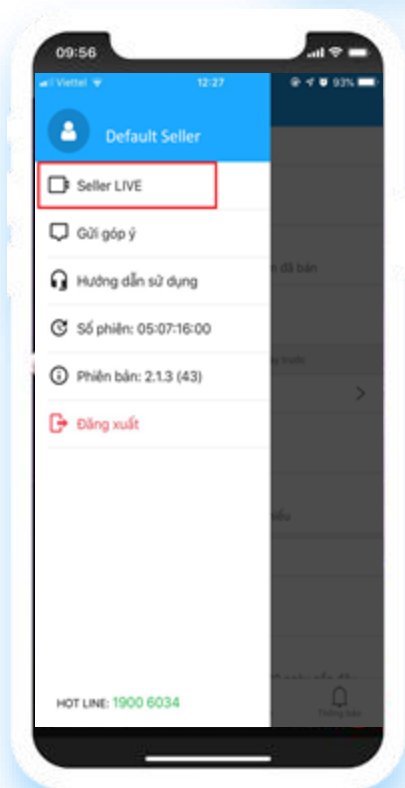 09:56
Viettel 12:27 93%
Default Seller
Seller LIVE
Gửi góp ý
n đã bán
Hướng dẫn sử dụng
Số phiên: 05:07:16:00
Phiên bản: 2.1.3 (43)
Đăng xuất
HOT LINE: 1900 6034
Thông báo